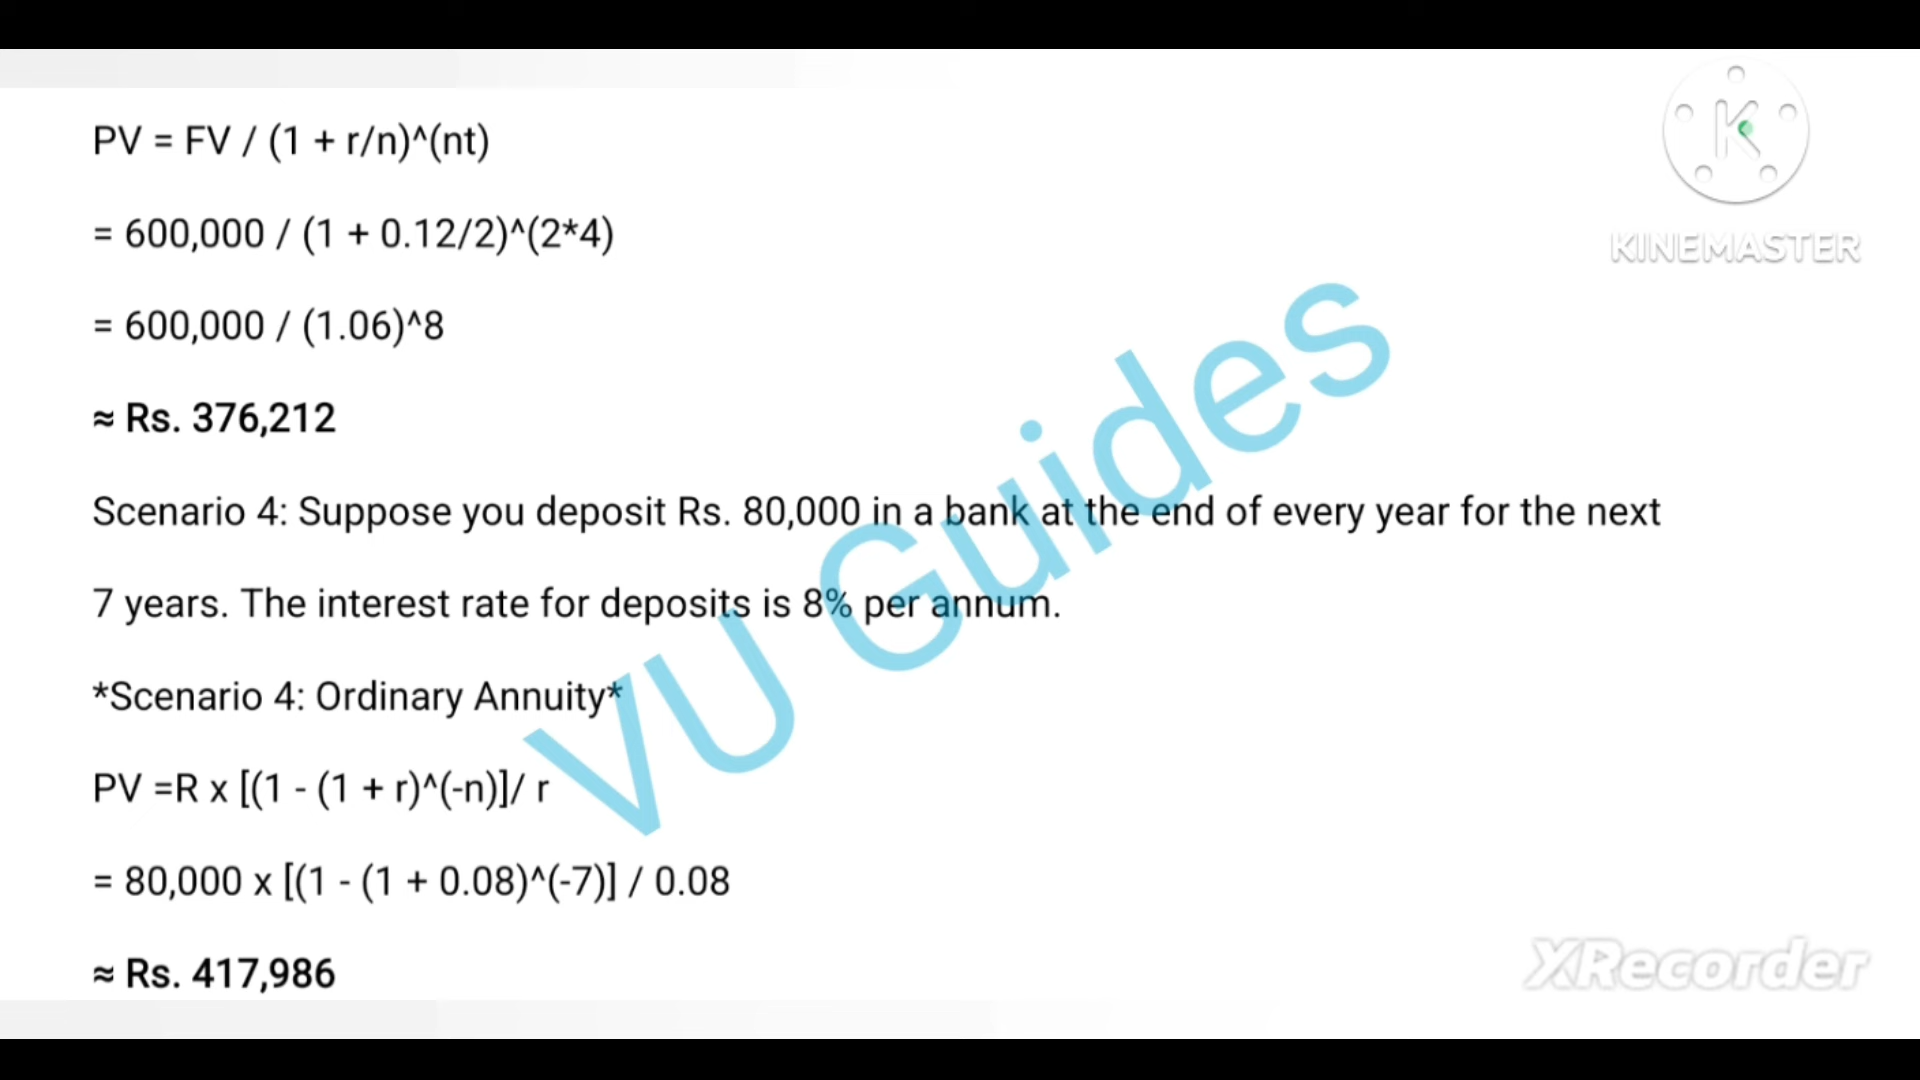 PV = FV / (1 + r/n)^(nt)
= 600,000 / (1 + 0.12/2)^(2*4)
= 600,000 / (1.06)^8
≈ Rs. 376,212
Scenario 4: Suppose you deposit Rs. 80,000 in a bank at the end of every year for the next
7 years. The interest rate for deposits is 8% per annum.
*Scenario 4: Ordinary Annuity*
PV =R x [(1 - (1 + r)^(-n)]/ r
= 80,000 x [(1 - (1 + 0.08)^(-7)] / 0.08
≈ Rs. 417,986
VU Guides
K
KINEMASTER
XRecorder